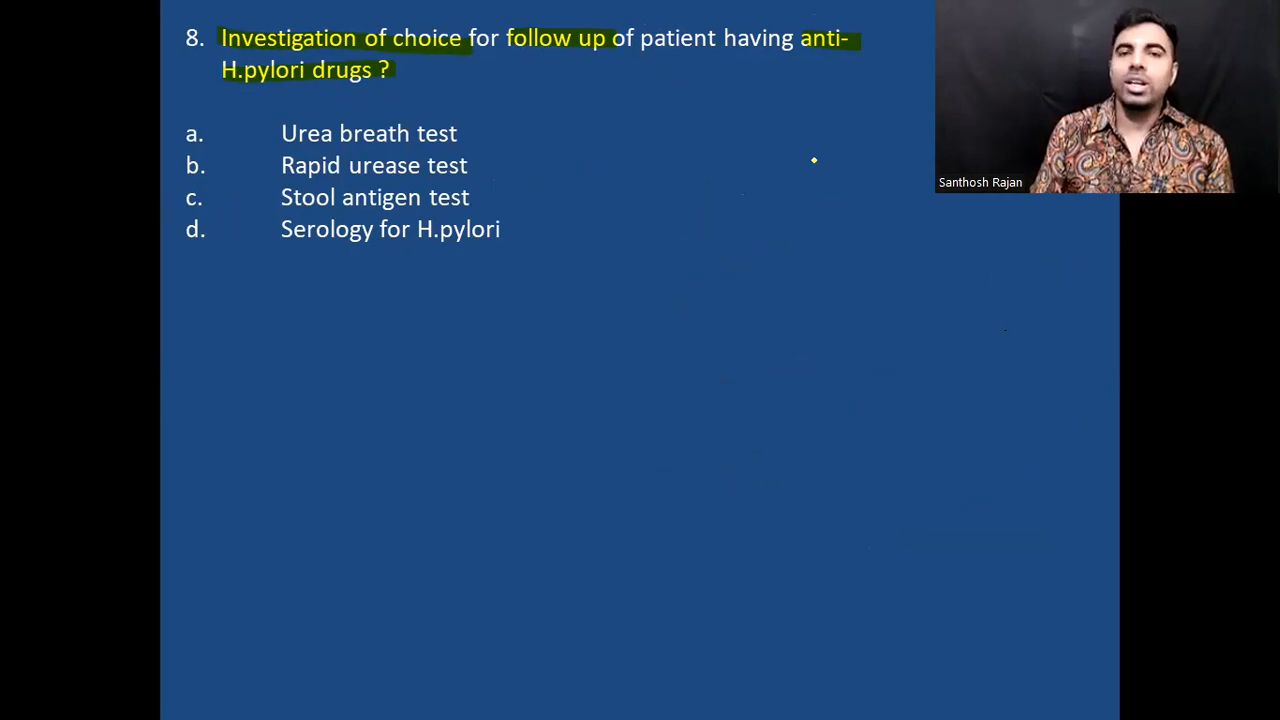 8. Investigation of choice for follow up of patient having anti-
H.pylori drugs ?
a. Urea breath test
b. Rapid urease test
c. Stool antigen test
d. Serology for H.pylori
Santhosh Rajan